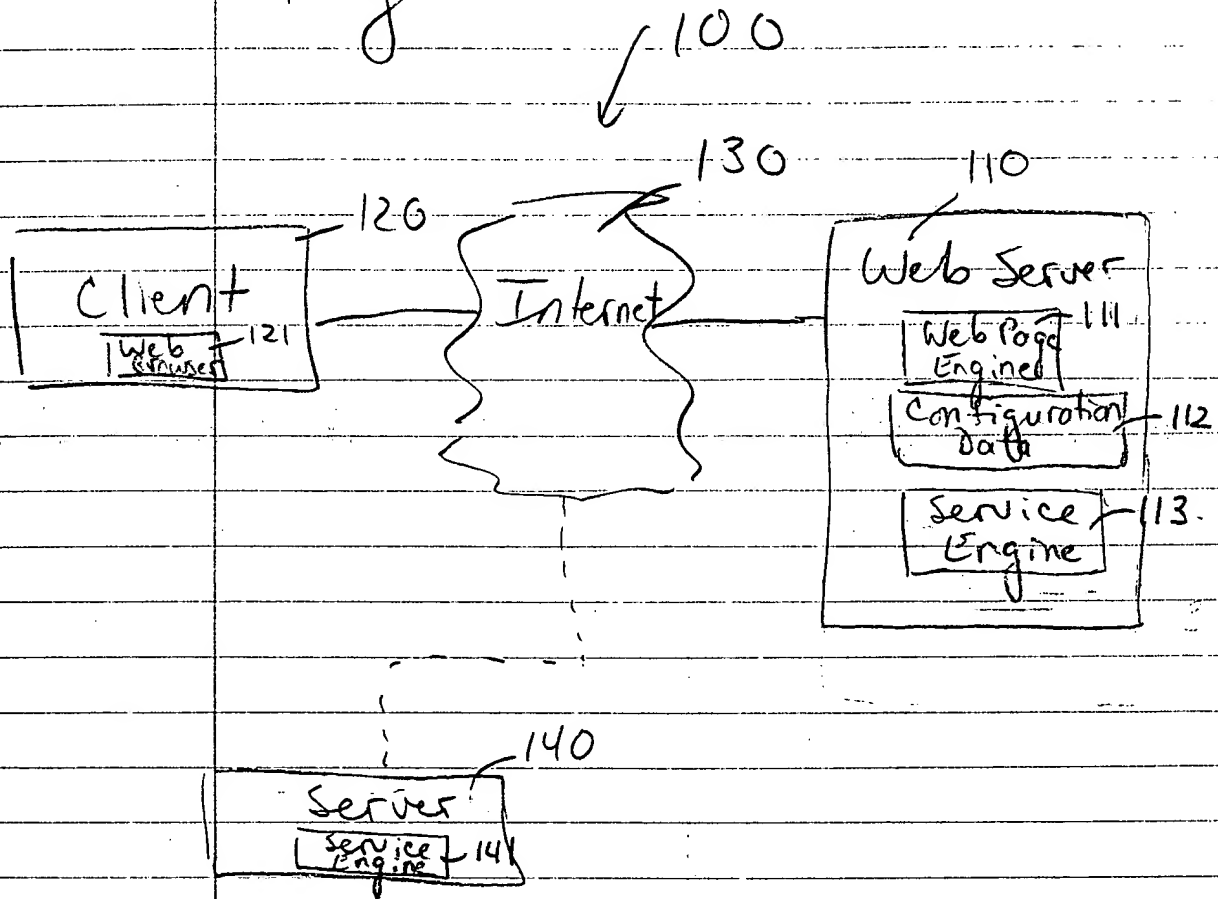 100
130
110
120
Web Server
Client
Internet
Web Page
111
Engine
Web
Browser
121
Configuration
Data
112
Service
Engine
113.
140
Server
Service
Engine
141